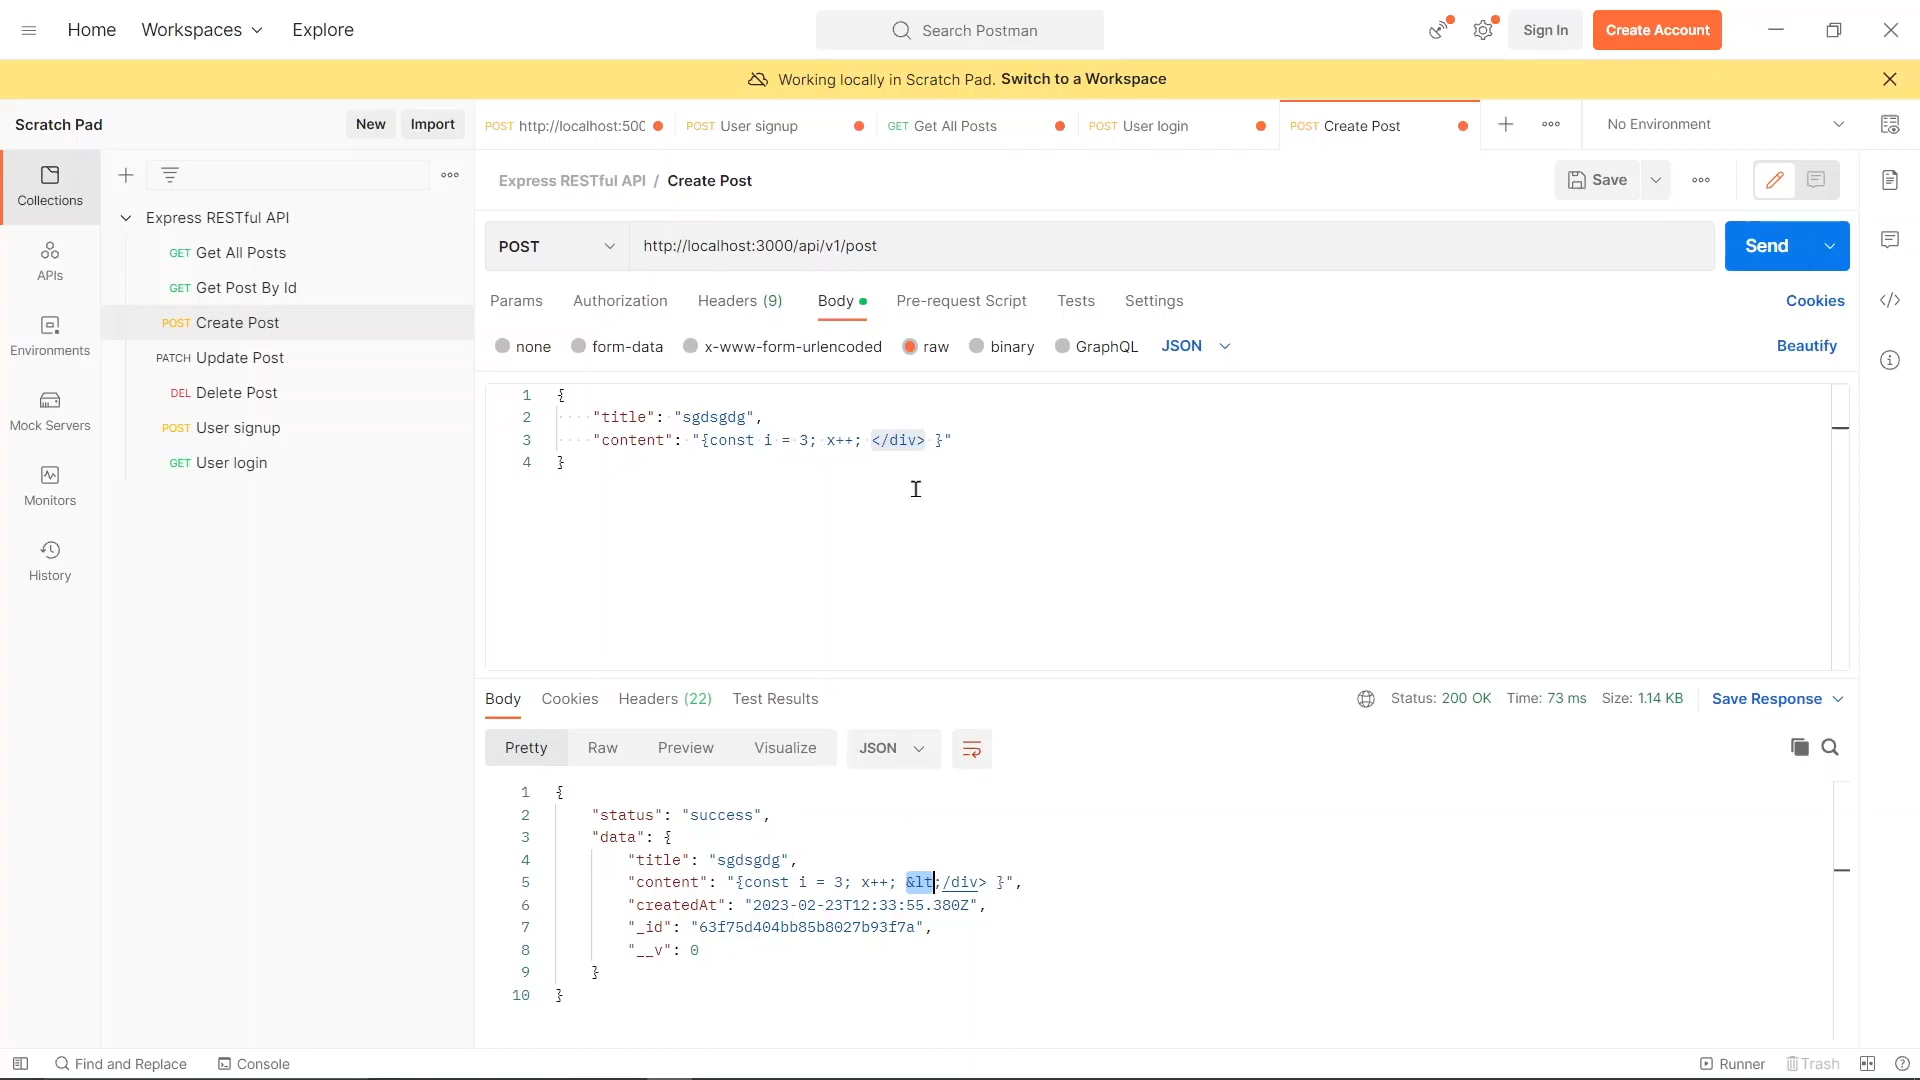 Home Workspaces Explore Search Postman Sign In Create Account
Working locally in Scratch Pad. Switch to a Workspace
Scratch Pad New Import POST http://localhost:500 POST User signup GET Get All Posts POST User login POST Create Post No Environment
Express RESTful API / Create Post Save
Collections
APIs
Environments
Mock Servers
Monitors
History
Express RESTful API
GET Get All Posts
GET Get Post By Id
POST Create Post
PATCH Update Post
DEL Delete Post
POST User signup
GET User login
POST http://localhost:3000/api/v1/post Send
Params Authorization Headers (9) Body Pre-request Script Tests Settings Cookies
none form-data x-www-form-urlencoded raw binary GraphQL JSON Beautify
1 {
2 "title": "sgdsgdg",
3 "content": "{const i = 3; x++; </div> }"
4 }
Body Cookies Headers (22) Test Results Status: 200 OK Time: 73 ms Size: 1.14 KB Save Response
Pretty Raw Preview Visualize JSON
1 {
2 "status": "success",
3 "data": {
4 "title": "sgdsgdg",
5 "content": "{const i = 3; x++; &lt;/div> }",
6 "createdAt": "2023-02-23T12:33:55.380Z",
7 "_id": "63f75d404bb85b8027b93f7a",
8 "__v": 0
9 }
10 }
Find and Replace Console Runner Trash